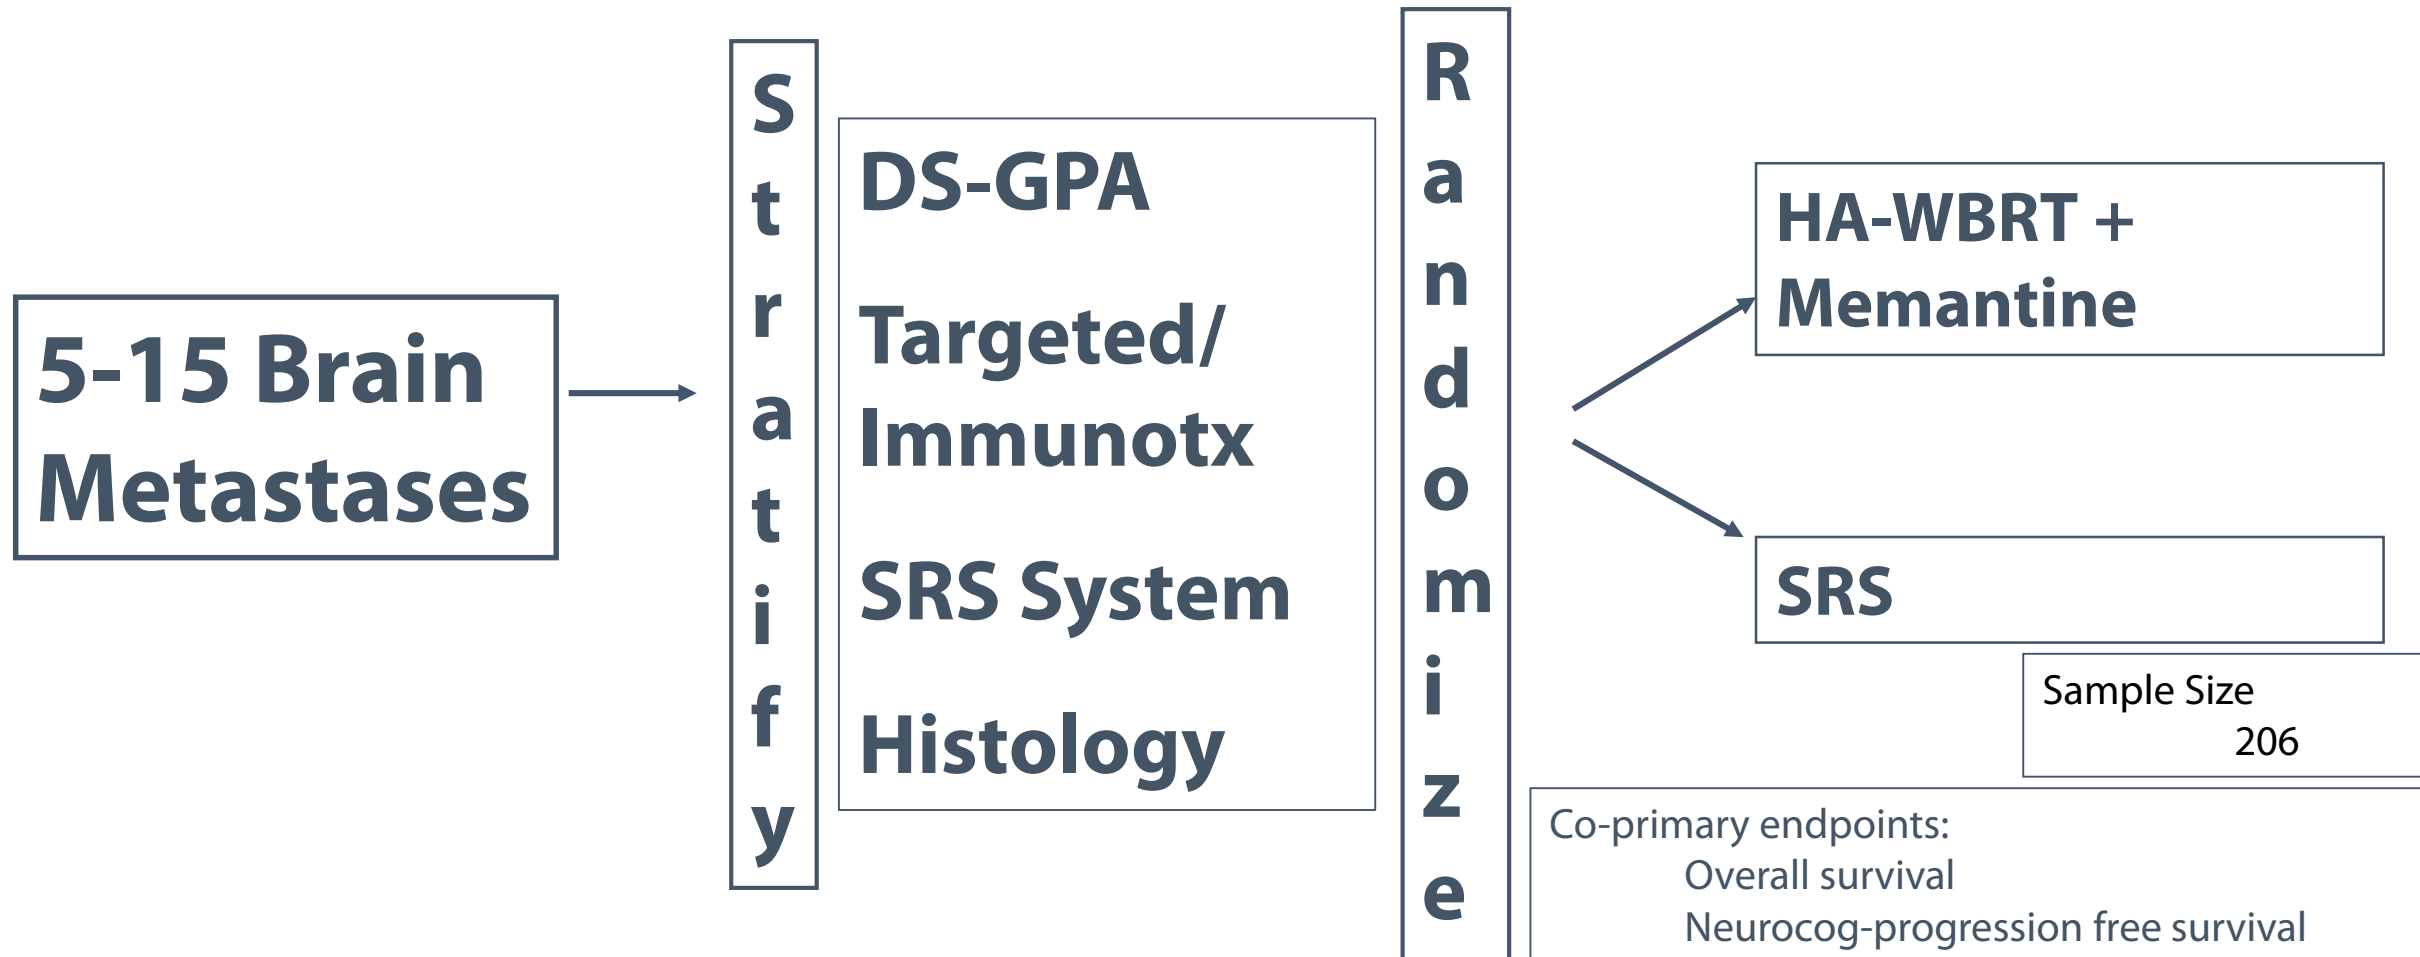 5-15 Brain
Metastases
Stratify
DS-GPA
Targeted/
Immunotx
SRS System
Histology
Randomize
HA-WBRT +
Memantine
SRS
Sample Size
206
Co-primary endpoints:
Overall survival
Neurocog-progression free survival